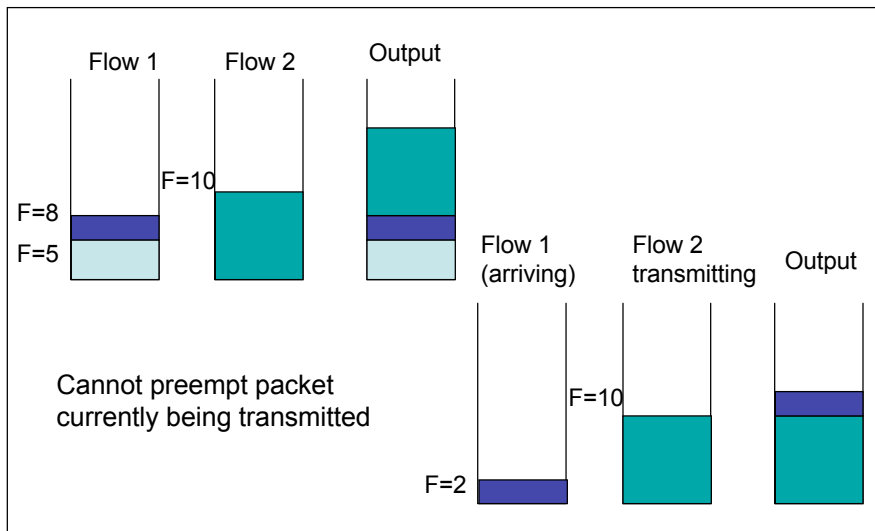 Flow 1
Flow 2
Output
F=10
F=8
F=5
Flow 1
(arriving)
Flow 2
transmitting
Output
Cannot preempt packet
currently being transmitted
F=10
F=2